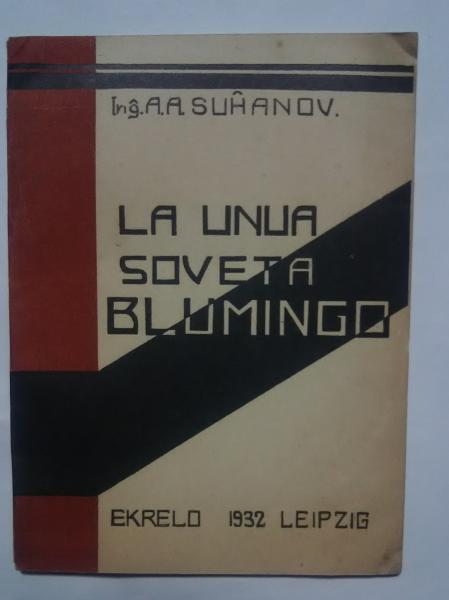 Inĝ. A.A. SUĤANOV.
LA UNUA
SOVETA
BLUMINGO
EKRELO 1932 LEIPZIG